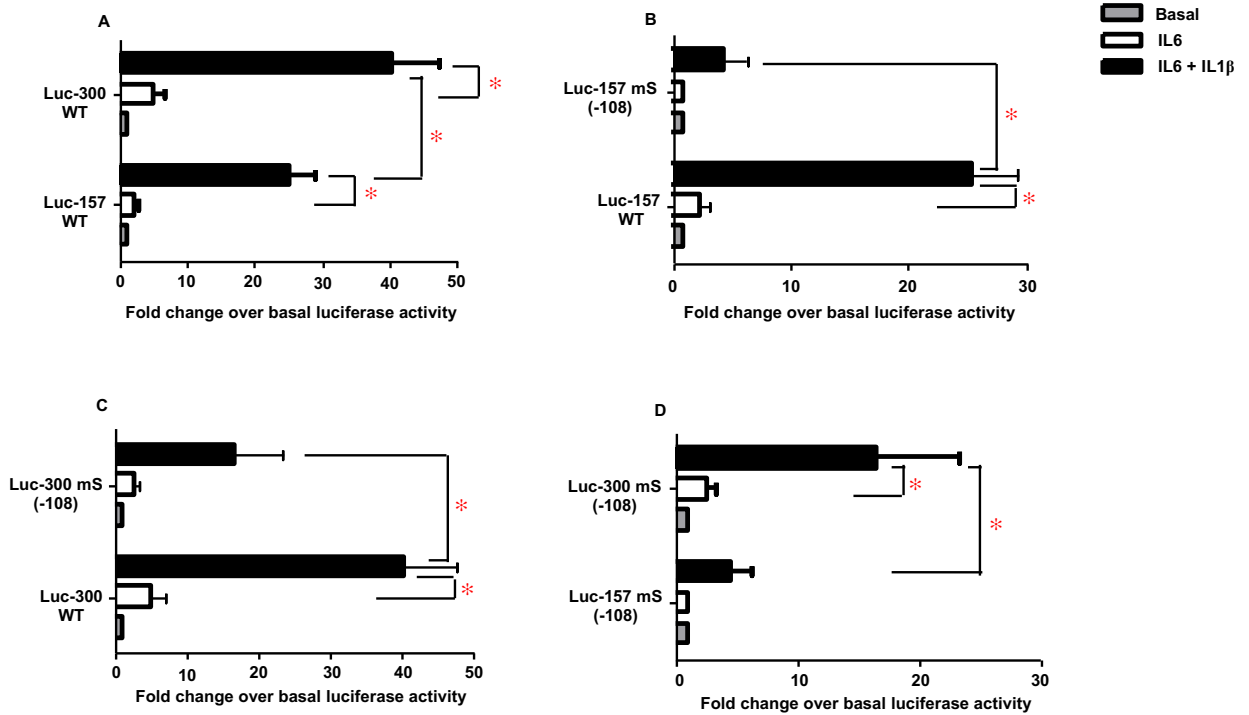 A
Luc-300
WT
Luc-157
WT
0 10 20 30 40 50
Fold change over basal luciferase activity
*
*
*
B
Luc-157 mS
(-108)
Luc-157
WT
0 10 20 30
Fold change over basal luciferase activity
*
*
Basal
IL6
IL6 + IL1β
C
Luc-300 mS
(-108)
Luc-300
WT
0 10 20 30 40 50
Fold change over basal luciferase activity
*
*
D
Luc-300 mS
(-108)
Luc-157 mS
(-108)
0 10 20 30
Fold change over basal luciferase activity
*
*